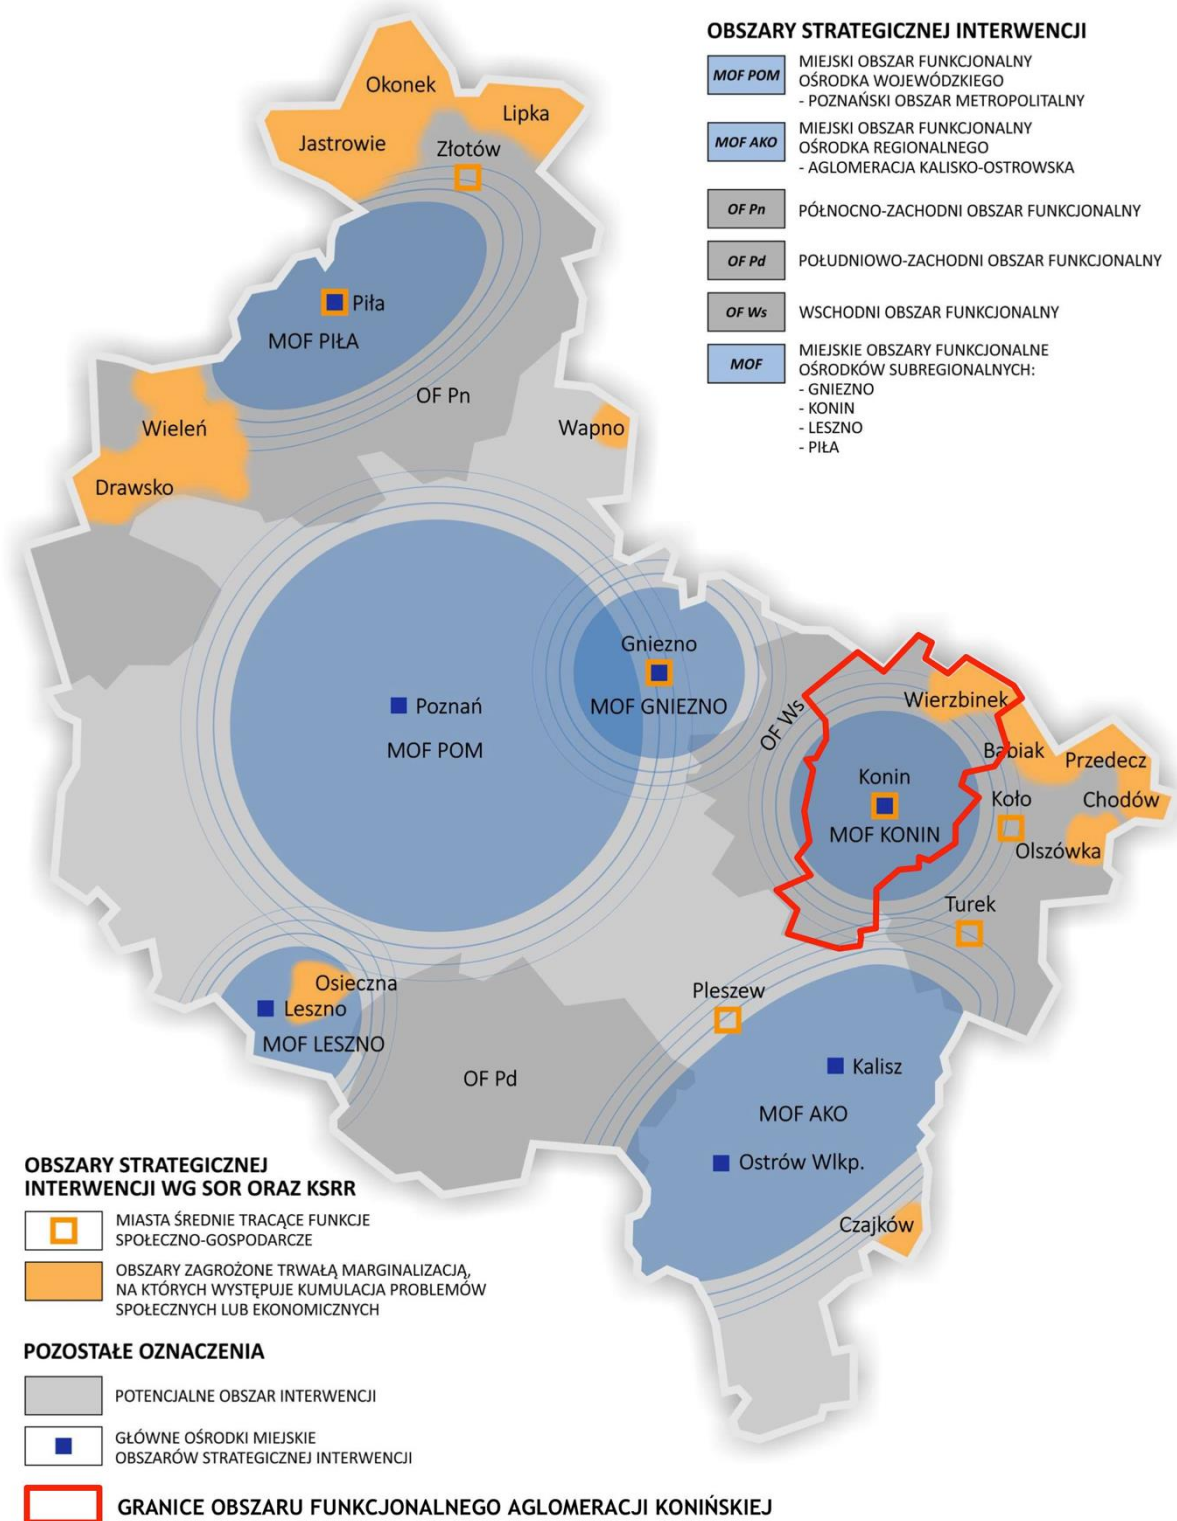 OBSZARY STRATEGICZNEJ INTERWENCJI
MOF POM
MIEJSKI OBSZAR FUNKCJONALNY
OŚRODKA WOJEWÓDZKIEGO
- POZNAŃSKI OBSZAR METROPOLITALNY
MOF AKO
MIEJSKI OBSZAR FUNKCJONALNY
OŚRODKA REGIONALNEGO
- AGLOMERACJA KALISKO-OSTROWSKA
OF Pn
PÓŁNOCNO-ZACHODNI OBSZAR FUNKCJONALNY
OF Pd
POŁUDNIOWO-ZACHODNI OBSZAR FUNKCJONALNY
OF Ws
WSCHODNI OBSZAR FUNKCJONALNY
MOF
MIEJSKIE OBSZARY FUNKCJONALNE
OŚRODKÓW SUBREGIONALNYCH:
- GNIEZNO
- KONIN
- LESZNO
- PIŁA
Okonek
Lipka
Jastrowie
Złotów
Piła
MOF PIŁA
OF Pn
Wieleń
Wapno
Drawsko
Gniezno
MOF GNIEZNO
Poznań
MOF POM
OF Ws
Wierzbinek
Babiak
Przedecz
Konin
Koło
Chodów
MOF KONIN
Olszówka
Turek
Osieczna
Leszno
MOF LESZNO
Pleszew
OF Pd
Kalisz
MOF AKO
Ostrów Wlkp.
Czajków
OBSZARY STRATEGICZNEJ
INTERWENCJI WG SOR ORAZ KSRR
MIASTA ŚREDNIE TRACĄCE FUNKCJE
SPOŁECZNO-GOSPODARCZE
OBSZARY ZAGROŻONE TRWAŁĄ MARGINALIZACJĄ,
NA KTÓRYCH WYSTĘPUJE KUMULACJA PROBLEMÓW
SPOŁECZNYCH LUB EKONOMICZNYCH
POZOSTAŁE OZNACZENIA
POTENCJALNE OBSZAR INTERWENCJI
GŁÓWNE OŚRODKI MIEJSKIE
OBSZARÓW STRATEGICZNEJ INTERWENCJI
GRANICE OBSZARU FUNKCJONALNEGO AGLOMERACJI KONIŃSKIEJ